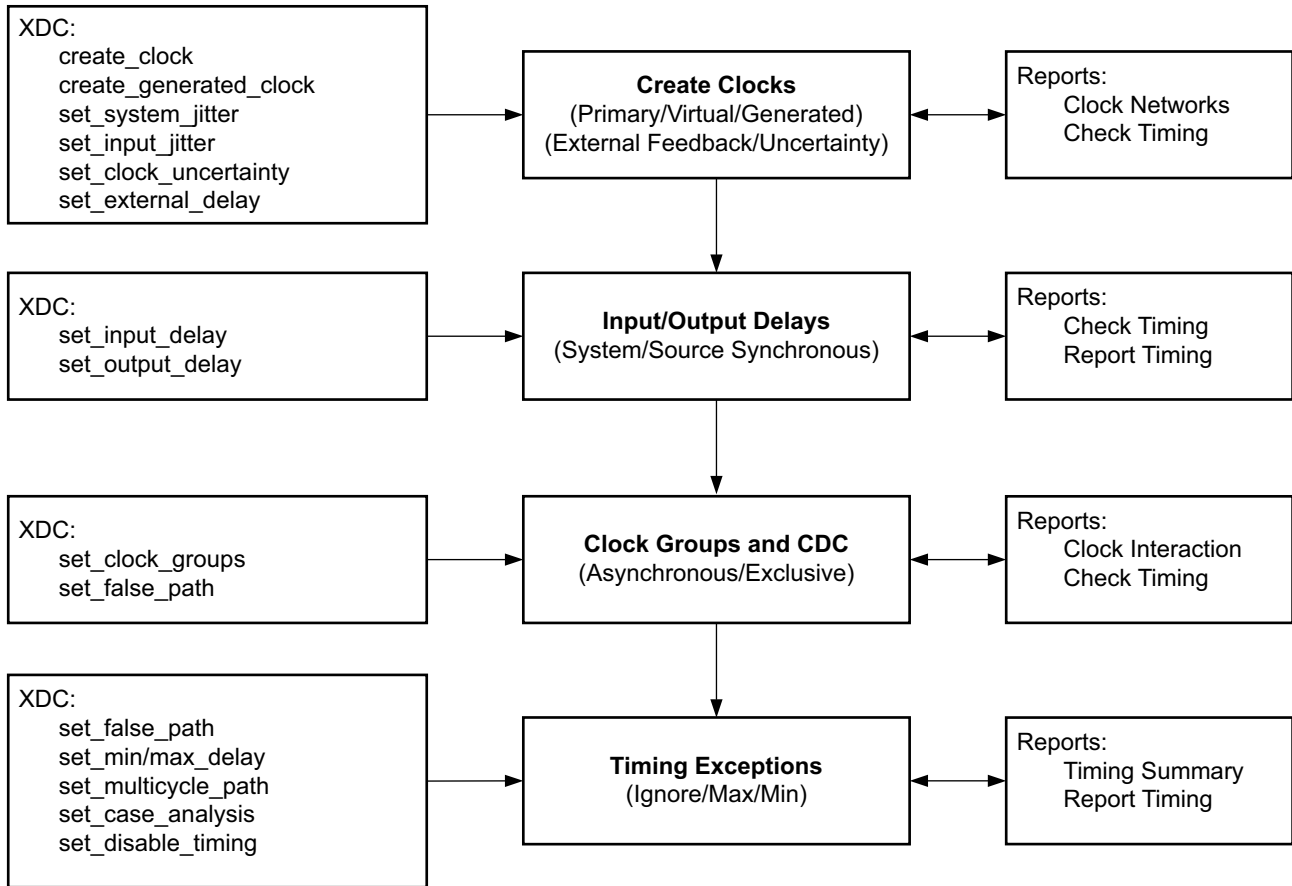 XDC:
create_clock
create_generated_clock
set_system_jitter
set_input_jitter
set_clock_uncertainty
set_external_delay
Create Clocks
(Primary/Virtual/Generated)
(External Feedback/Uncertainty)
Reports:
Clock Networks
Check Timing
XDC:
set_input_delay
set_output_delay
Input/Output Delays
(System/Source Synchronous)
Reports:
Check Timing
Report Timing
XDC:
set_clock_groups
set_false_path
Clock Groups and CDC
(Asynchronous/Exclusive)
Reports:
Clock Interaction
Check Timing
XDC:
set_false_path
set_min/max_delay
set_multicycle_path
set_case_analysis
set_disable_timing
Timing Exceptions
(Ignore/Max/Min)
Reports:
Timing Summary
Report Timing